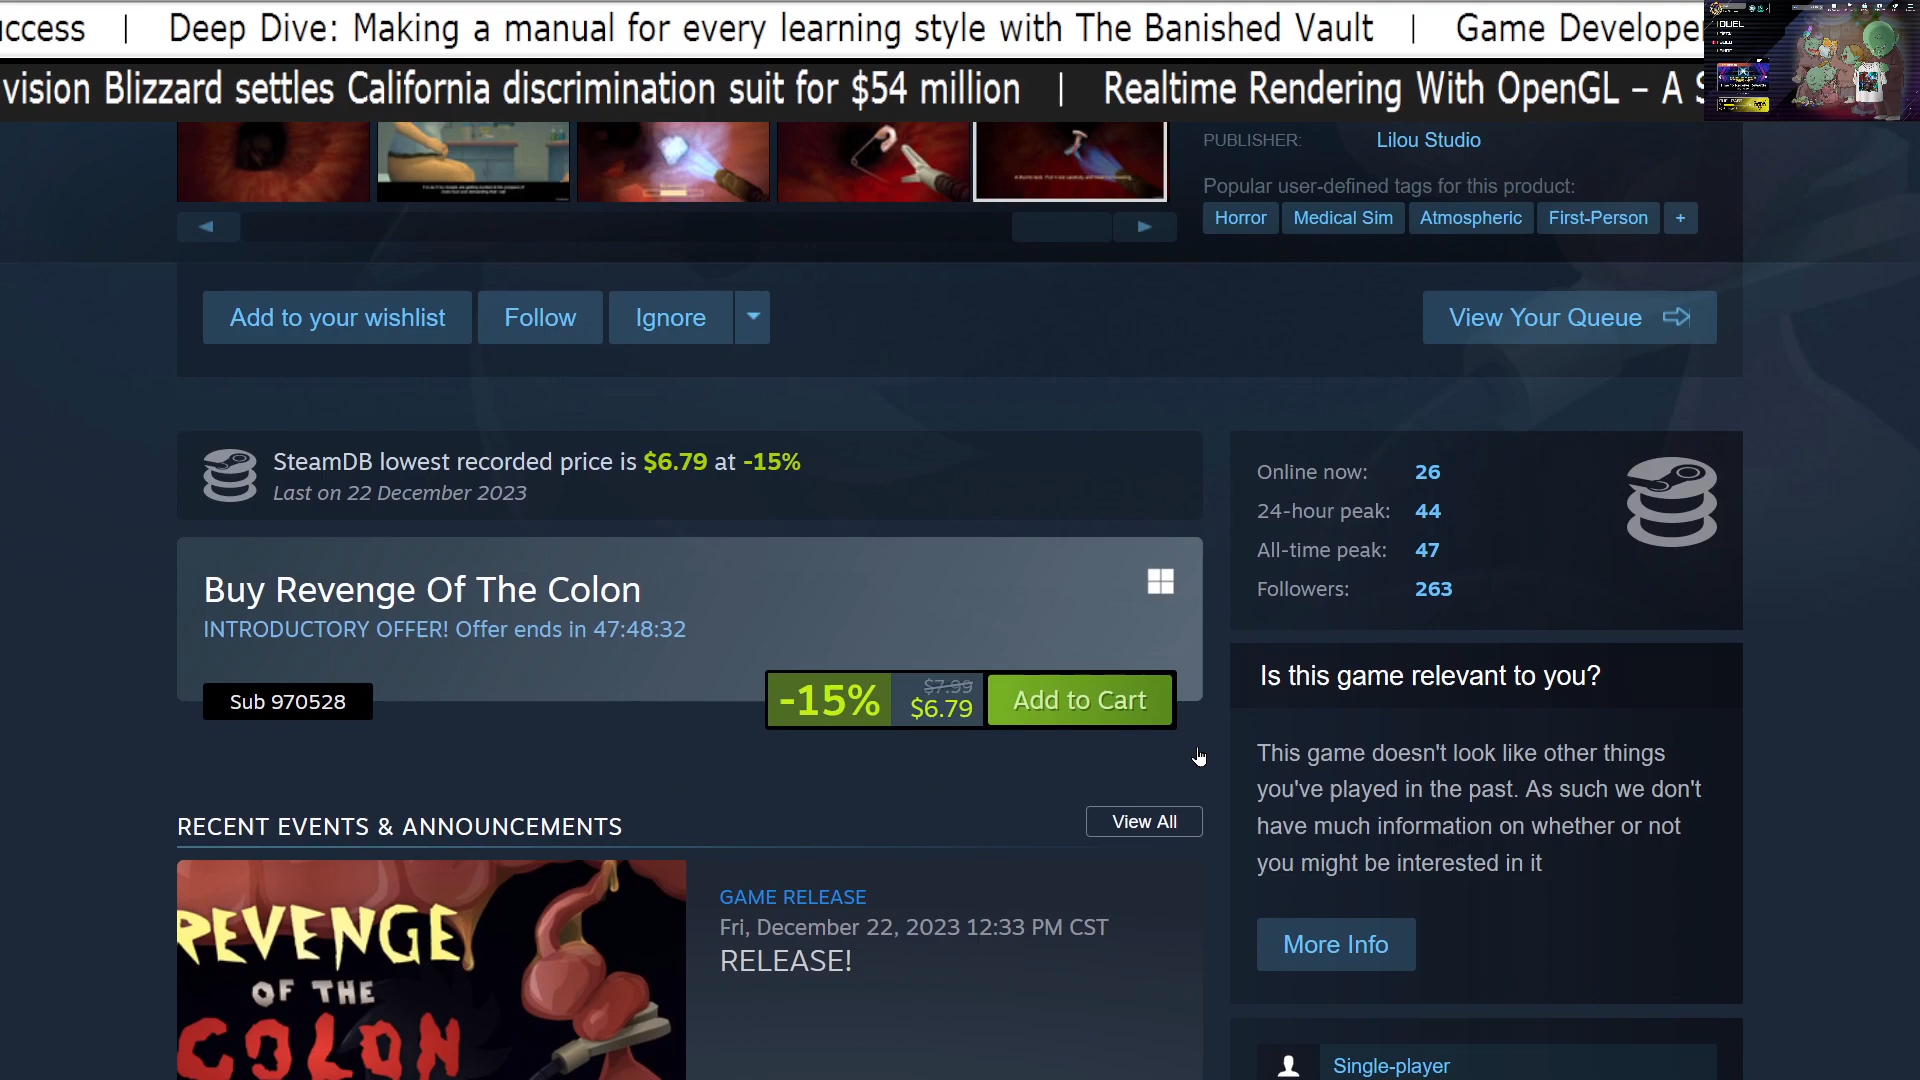 ccess | Deep Dive: Making a manual for every learning style with The Banished Vault | Game Develope
vision Blizzard settles California discrimination suit for $54 million | Realtime Rendering With OpenGL – A S
DUEL
PUBLISHER: Lilou Studio
Popular user-defined tags for this product:
Horror Medical Sim Atmospheric First-Person +
Add to your wishlist Follow Ignore View Your Queue
SteamDB lowest recorded price is $6.79 at -15%
Last on 22 December 2023
Online now: 26
24-hour peak: 44
All-time peak: 47
Followers: 263
Buy Revenge Of The Colon
INTRODUCTORY OFFER! Offer ends in 47:48:32
Sub 970528
-15% $7.99 $6.79 Add to Cart
Is this game relevant to you?
This game doesn't look like other things
you've played in the past. As such we don't
have much information on whether or not
you might be interested in it
More Info
RECENT EVENTS & ANNOUNCEMENTS View All
REVENGE
OF THE
COLON
GAME RELEASE
Fri, December 22, 2023 12:33 PM CST
RELEASE!
Single-player